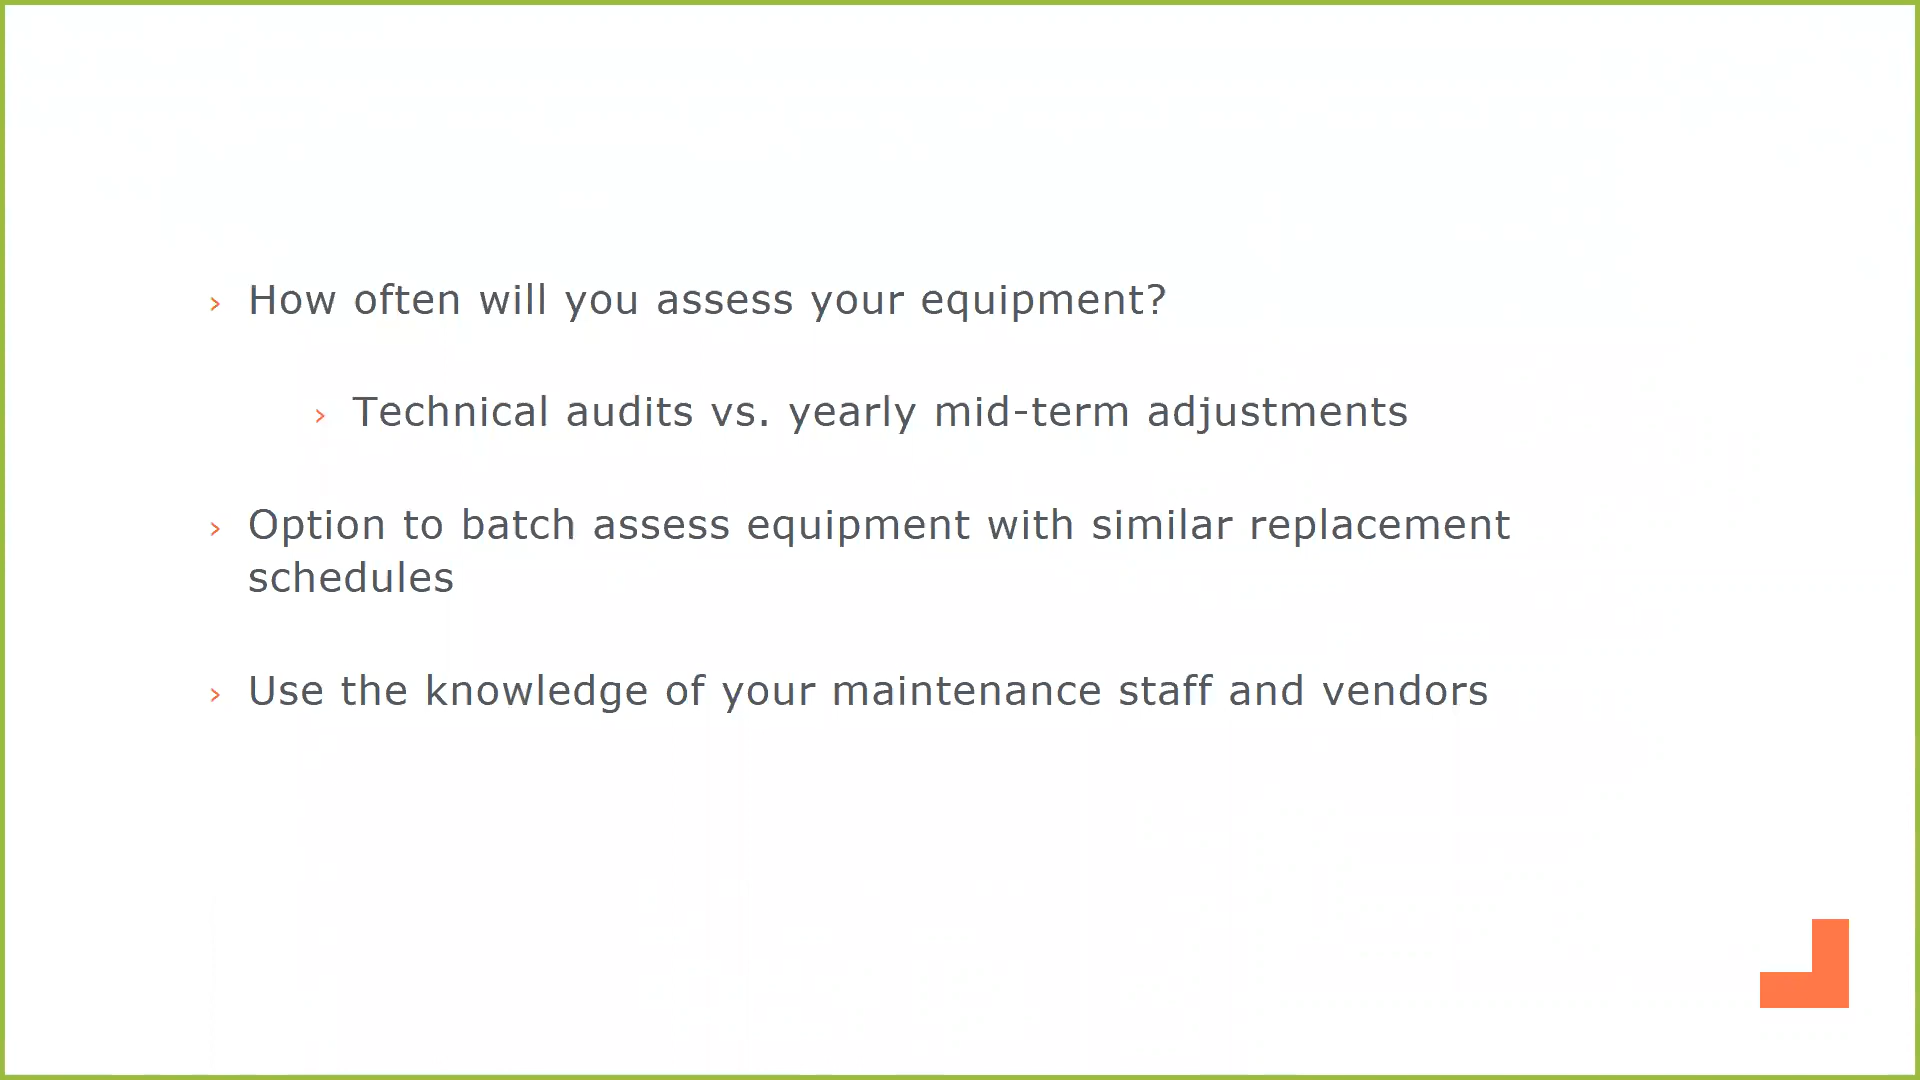 › How often will you assess your equipment?
› Technical audits vs. yearly mid-term adjustments
› Option to batch assess equipment with similar replacement
schedules
› Use the knowledge of your maintenance staff and vendors